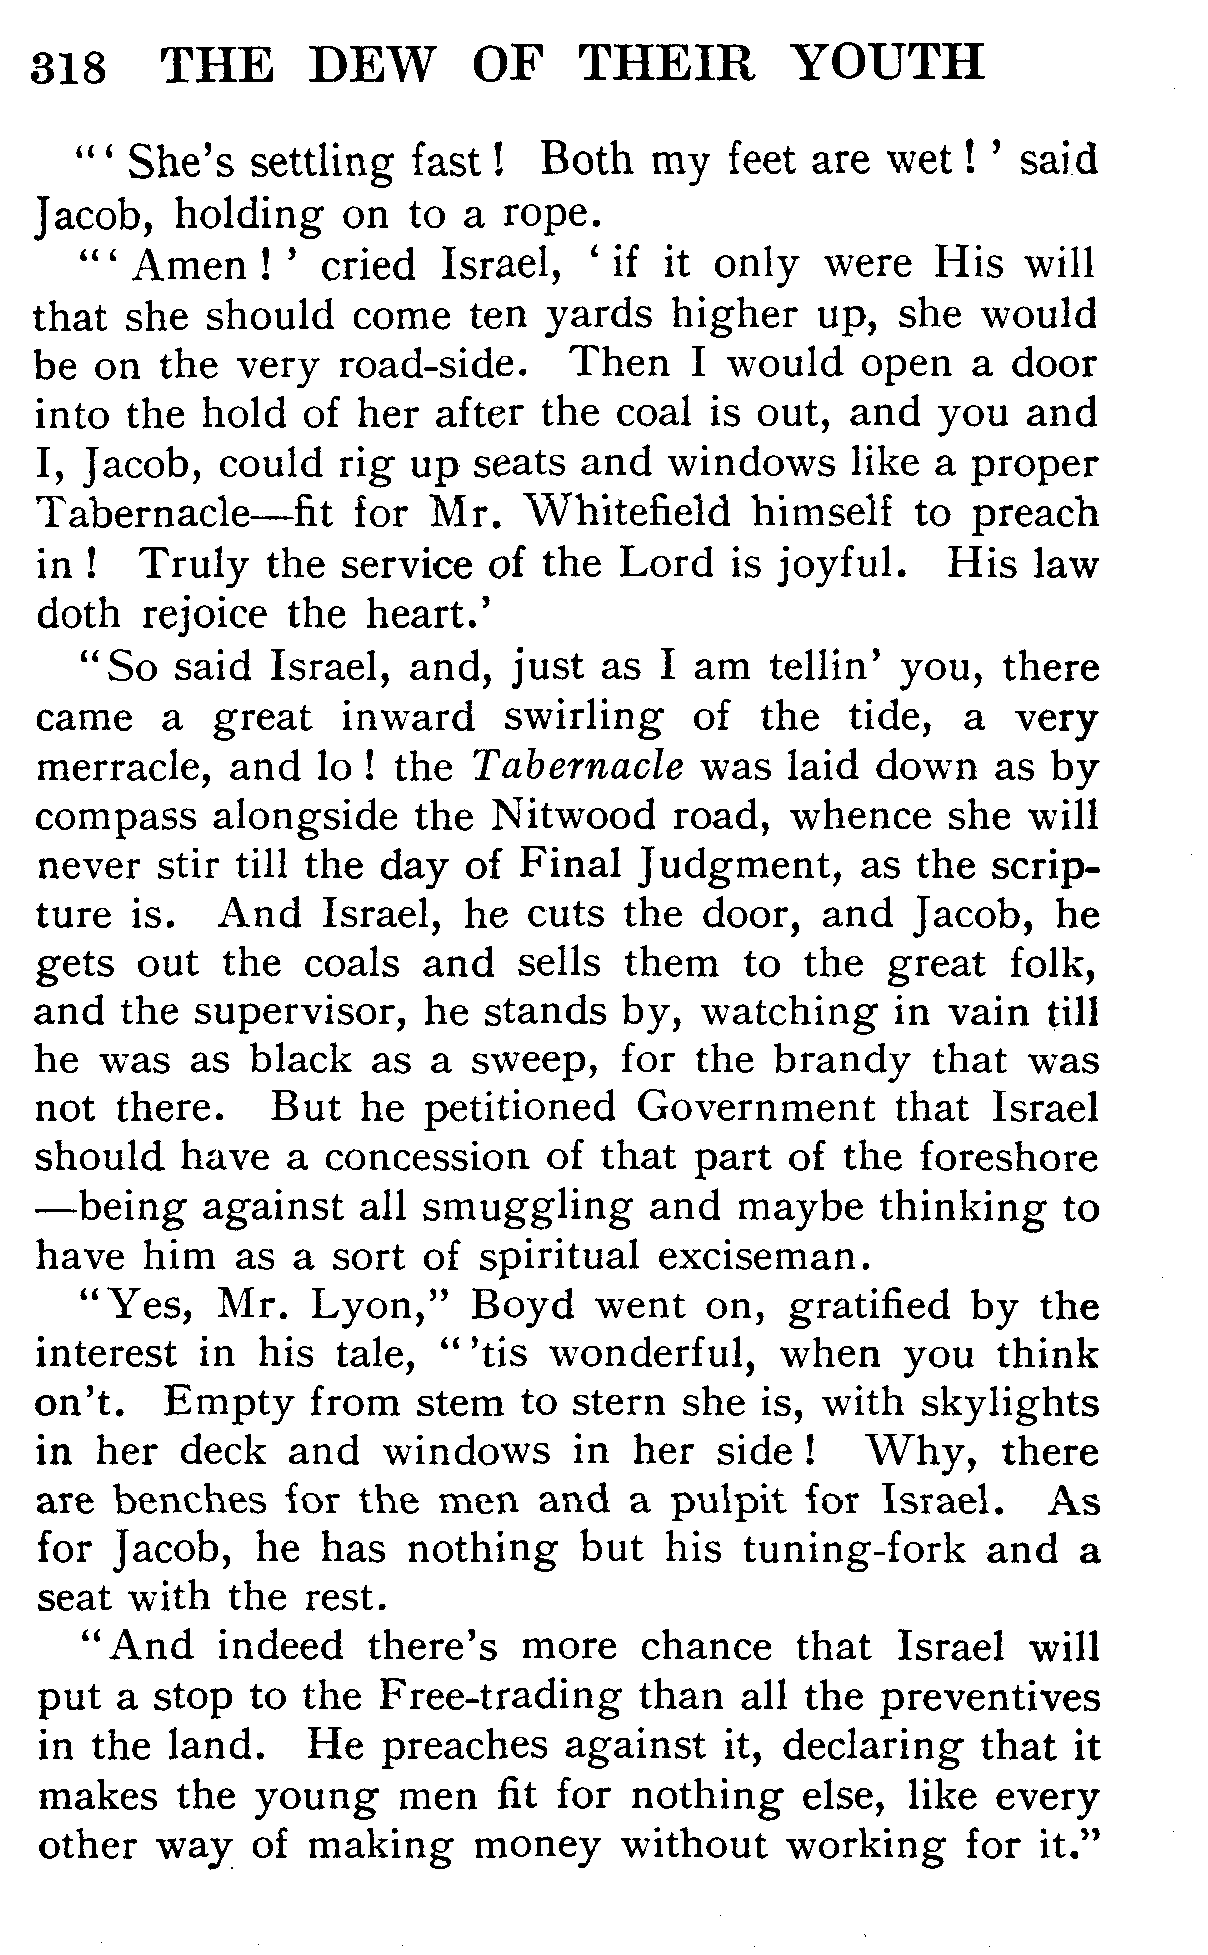 318 THE DEW OF THEIR YOUTH
"' She's settling fast! Both my feet are wet!' said
Jacob, holding on to a rope.
"' Amen!' cried Israel, 'if it only were His will
that she should come ten yards higher up, she would
be on the very road-side. Then I would open a door
into the hold of her after the coal is out, and you and
I, Jacob, could rig up seats and windows like a proper
Tabernacle—fit for Mr. Whitefield himself to preach
in! Truly the service of the Lord is joyful. His law
doth rejoice the heart.'
"So said Israel, and, just as I am tellin' you, there
came a great inward swirling of the tide, a very
merracle, and lo! the Tabernacle was laid down as by
compass alongside the Nitwood road, whence she will
never stir till the day of Final Judgment, as the scrip-
ture is. And Israel, he cuts the door, and Jacob, he
gets out the coals and sells them to the great folk,
and the supervisor, he stands by, watching in vain till
he was as black as a sweep, for the brandy that was
not there. But he petitioned Government that Israel
should have a concession of that part of the foreshore
—being against all smuggling and maybe thinking to
have him as a sort of spiritual exciseman.
"Yes, Mr. Lyon," Boyd went on, gratified by the
interest in his tale, "'tis wonderful, when you think
on't. Empty from stem to stern she is, with skylights
in her deck and windows in her side! Why, there
are benches for the men and a pulpit for Israel. As
for Jacob, he has nothing but his tuning-fork and a
seat with the rest.
"And indeed there's more chance that Israel will
put a stop to the Free-trading than all the preventives
in the land. He preaches against it, declaring that it
makes the young men fit for nothing else, like every
other way of making money without working for it."